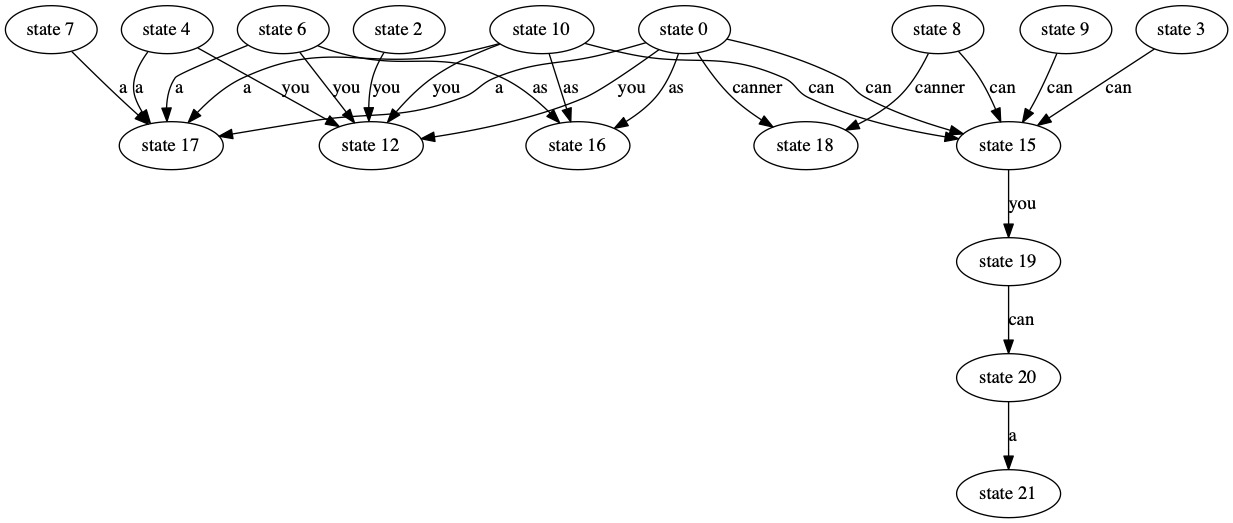 state 7 state 4 state 6 state 2 state 10 state 0 state 8 state 9 state 3
a a a you you you a you as as a you as canner can can canner can can can
state 17 state 12 state 16 state 18 state 15
you
state 19
can
state 20
a
state 21